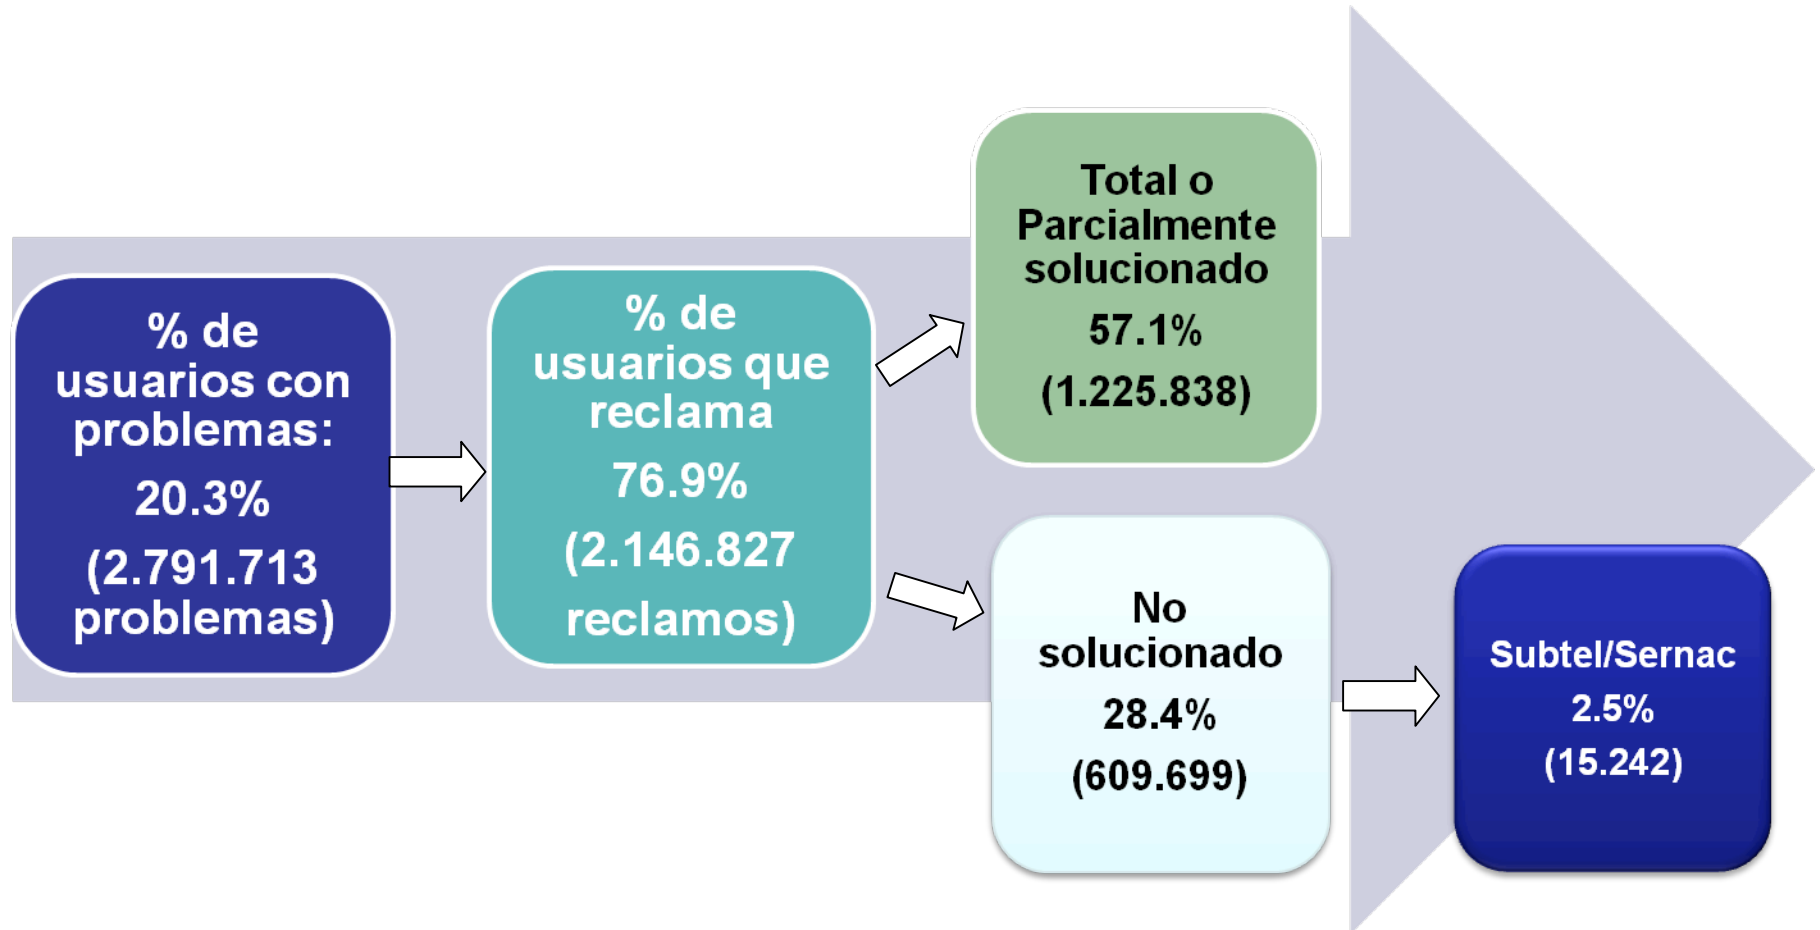 % de
usuarios con
problemas:
20.3%
(2.791.713
problemas)
% de
usuarios que
reclama
76.9%
(2.146.827
reclamos)
Total o
Parcialmente
solucionado
57.1%
(1.225.838)
No
solucionado
28.4%
(609.699)
Subtel/Sernac
2.5%
(15.242)